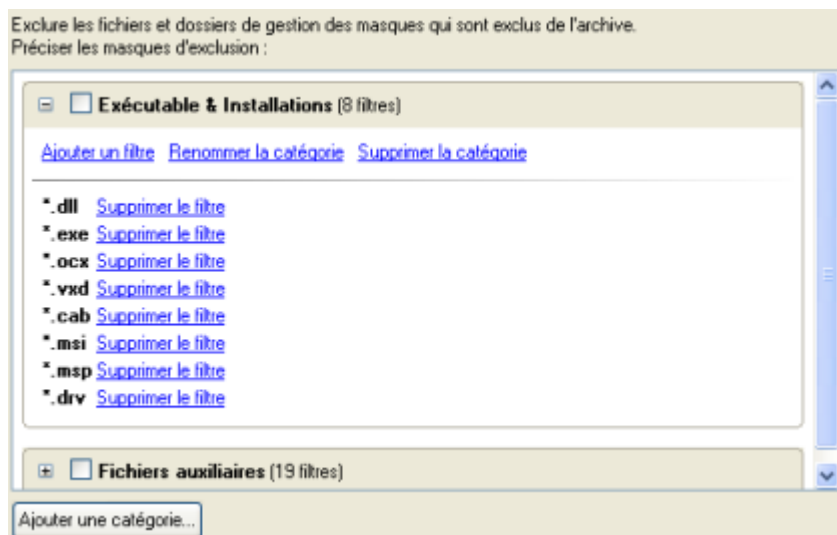 Exclure les fichiers et dossiers de gestion des masques qui sont exclus de l'archive.
Préciser les masques d'exclusion :
Exécutable & Installations (8 filtres)
Ajouter un filtre Renommer la catégorie Supprimer la catégorie
*.dll Supprimer le filtre
*.exe Supprimer le filtre
*.ocx Supprimer le filtre
*.vxd Supprimer le filtre
*.cab Supprimer le filtre
*.msi Supprimer le filtre
*.msp Supprimer le filtre
*.drv Supprimer le filtre
Fichiers auxiliaires (19 filtres)
Ajouter une catégorie...